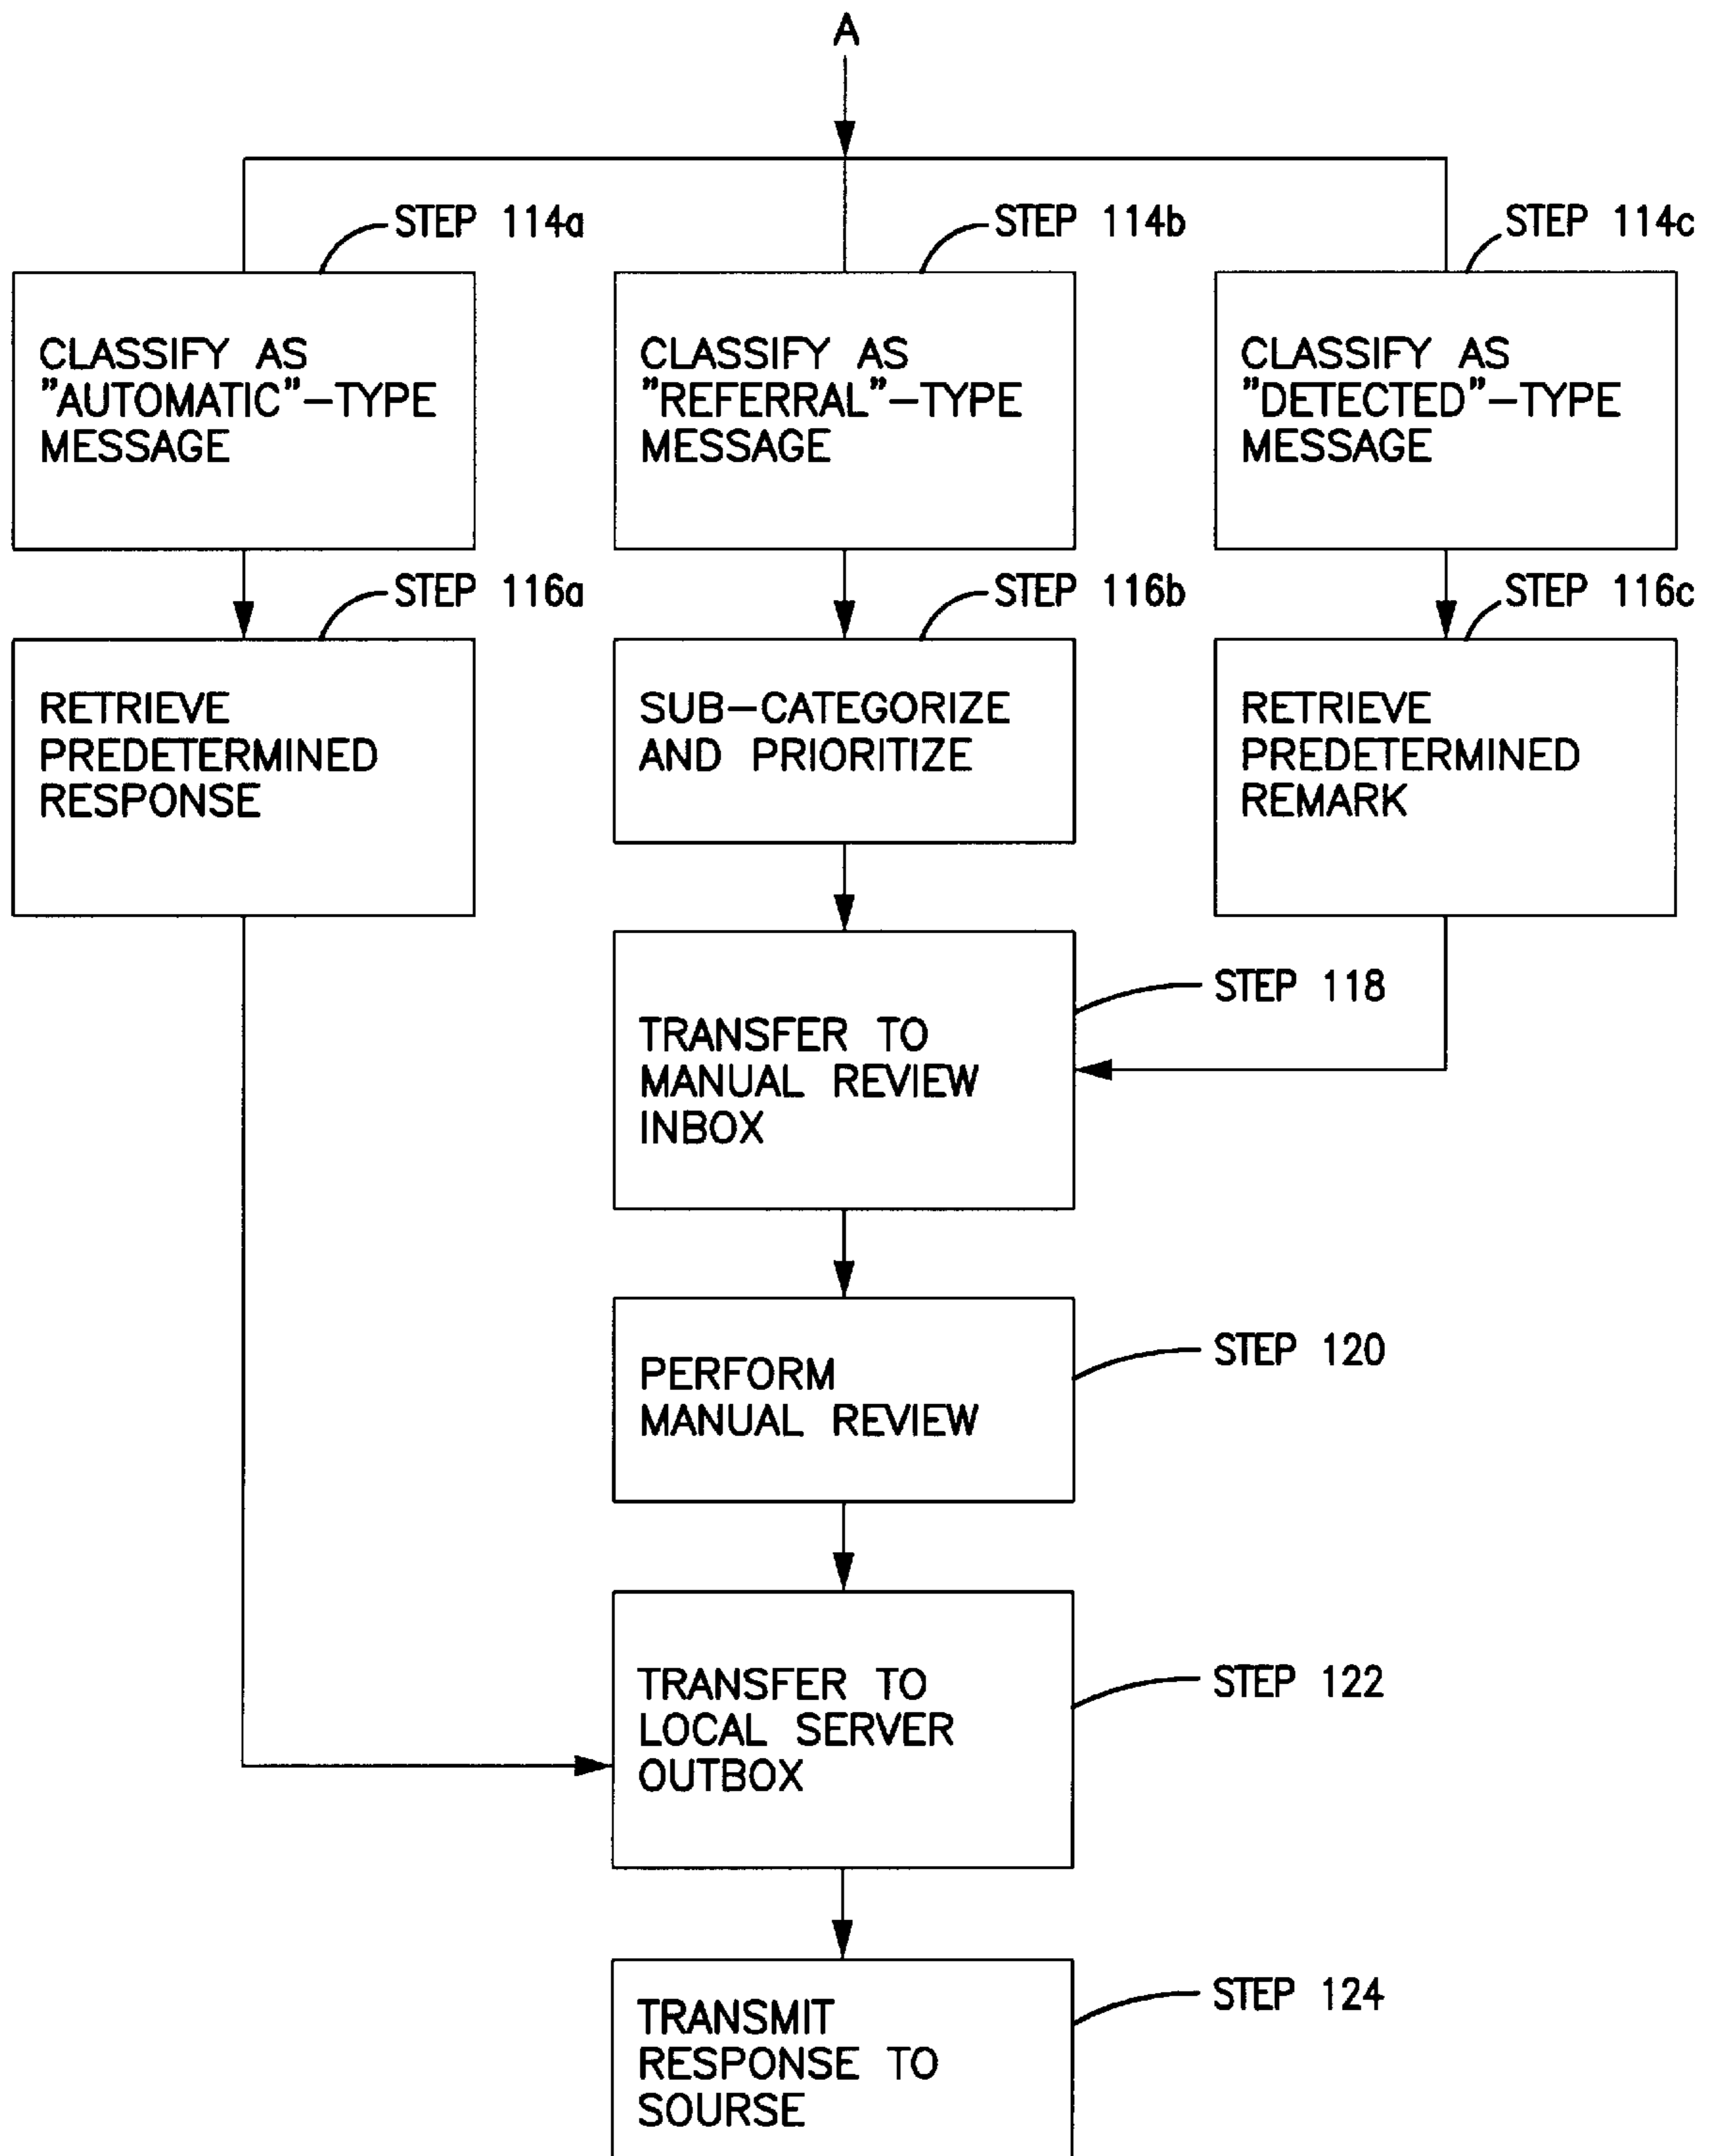 A
STEP 114a
STEP 114b
STEP 114c
CLASSIFY AS
"AUTOMATIC"-TYPE
MESSAGE
CLASSIFY AS
"REFERRAL"-TYPE
MESSAGE
CLASSIFY AS
"DETECTED"-TYPE
MESSAGE
STEP 116a
STEP 116b
STEP 116c
RETRIEVE
PREDETERMINED
RESPONSE
SUB-CATEGORIZE
AND PRIORITIZE
RETRIEVE
PREDETERMINED
REMARK
STEP 118
TRANSFER TO
MANUAL REVIEW
INBOX
STEP 120
PERFORM
MANUAL REVIEW
STEP 122
TRANSFER TO
LOCAL SERVER
OUTBOX
STEP 124
TRANSMIT
RESPONSE TO
SOURSE